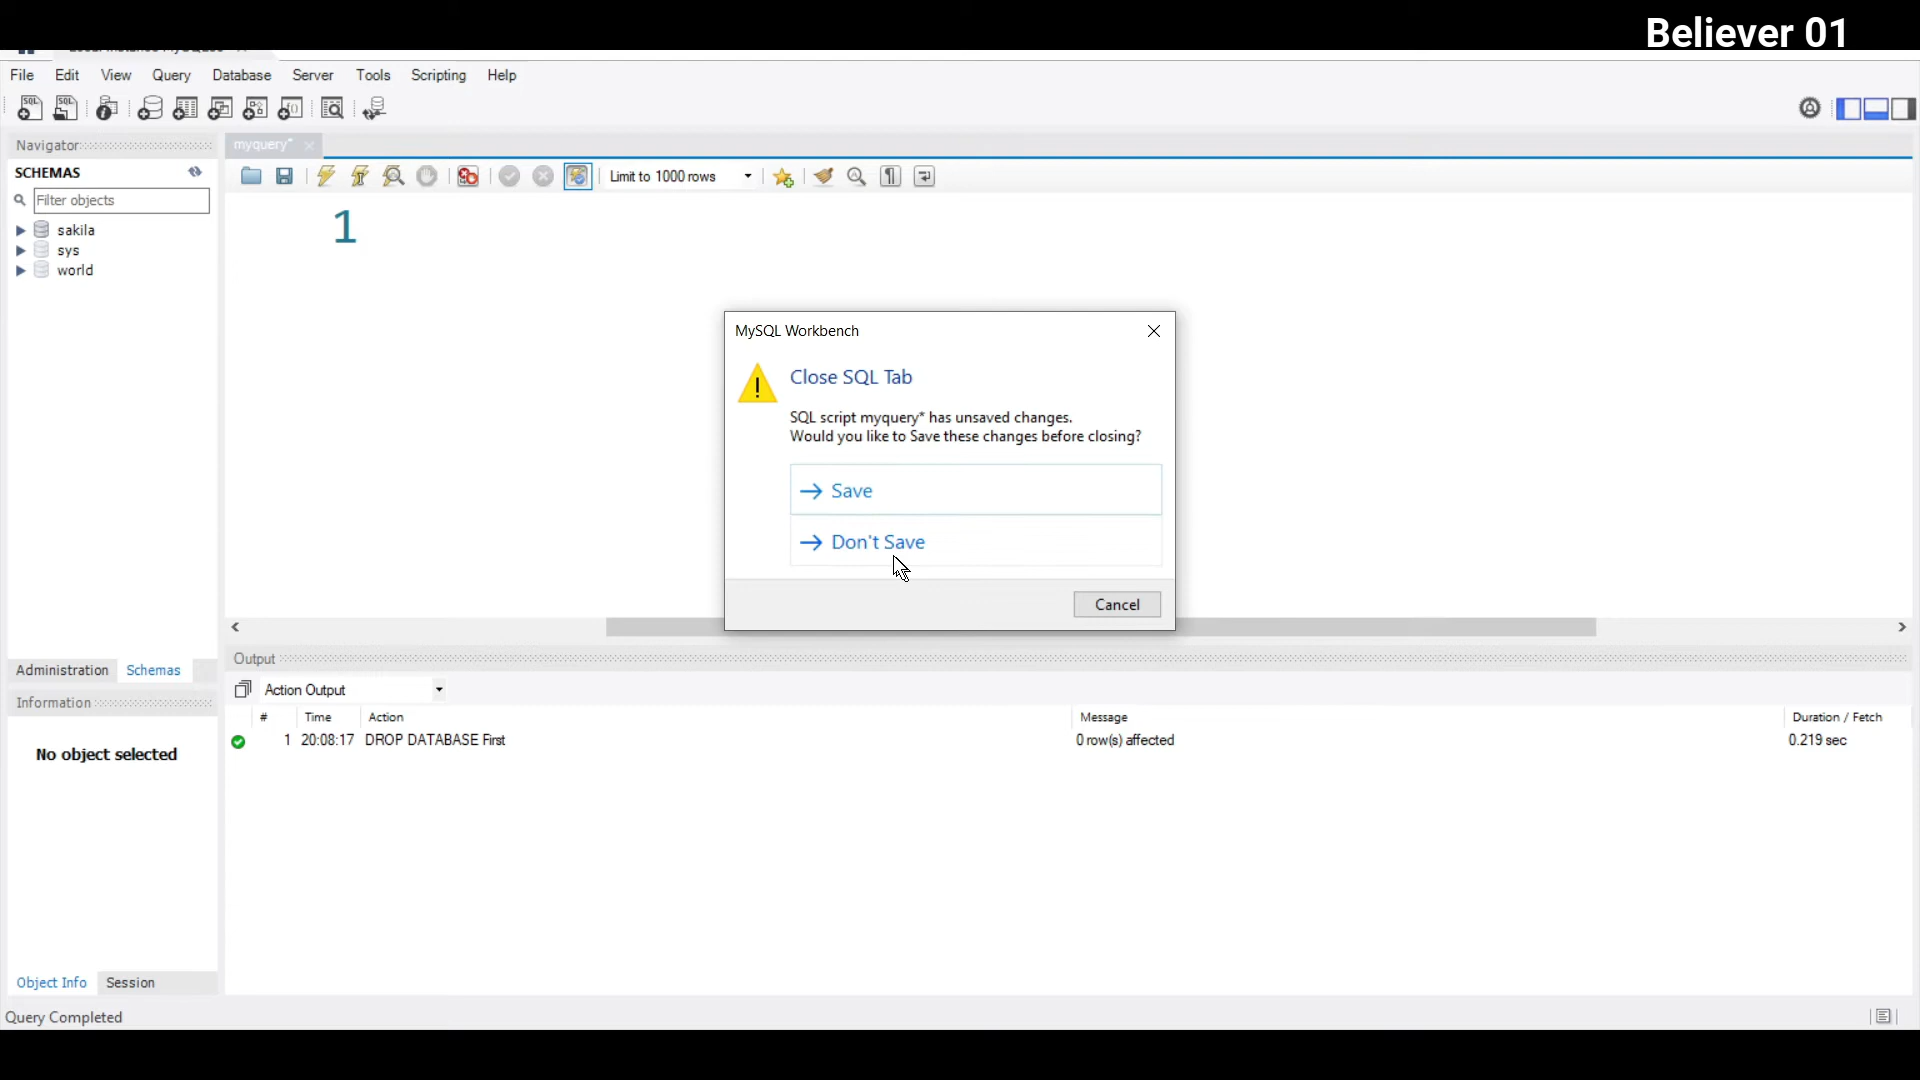 Believer 01
File Edit View Query Database Server Tools Scripting Help
Navigator
myquery*
SCHEMAS
Limit to 1000 rows
Filter objects
1
sakila
sys
world
MySQL Workbench
Close SQL Tab
SQL script myquery* has unsaved changes.
Would you like to Save these changes before closing?
Save
Don't Save
Cancel
Administration Schemas
Output
Action Output
Information
# Time Action Message Duration / Fetch
1 20:08:17 DROP DATABASE First 0 row(s) affected 0.219 sec
No object selected
Object Info Session
Query Completed